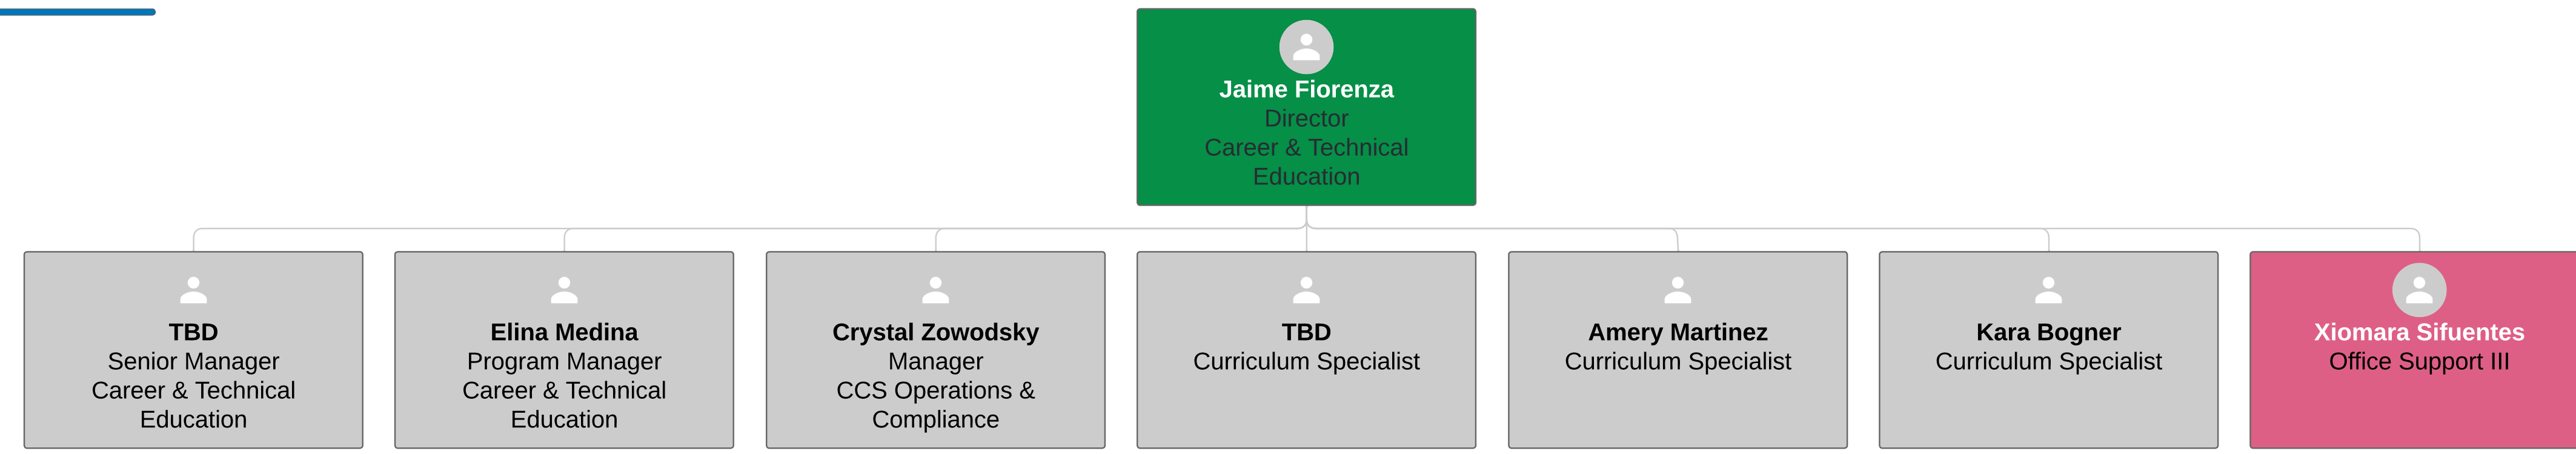 Jaime Fiorenza
Director
Career & Technical
Education
TBD
Senior Manager
Career & Technical
Education
Elina Medina
Program Manager
Career & Technical
Education
Crystal Zowodsky
Manager
CCS Operations &
Compliance
TBD
Curriculum Specialist
Amery Martinez
Curriculum Specialist
Kara Bogner
Curriculum Specialist
Xiomara Sifuentes
Office Support III